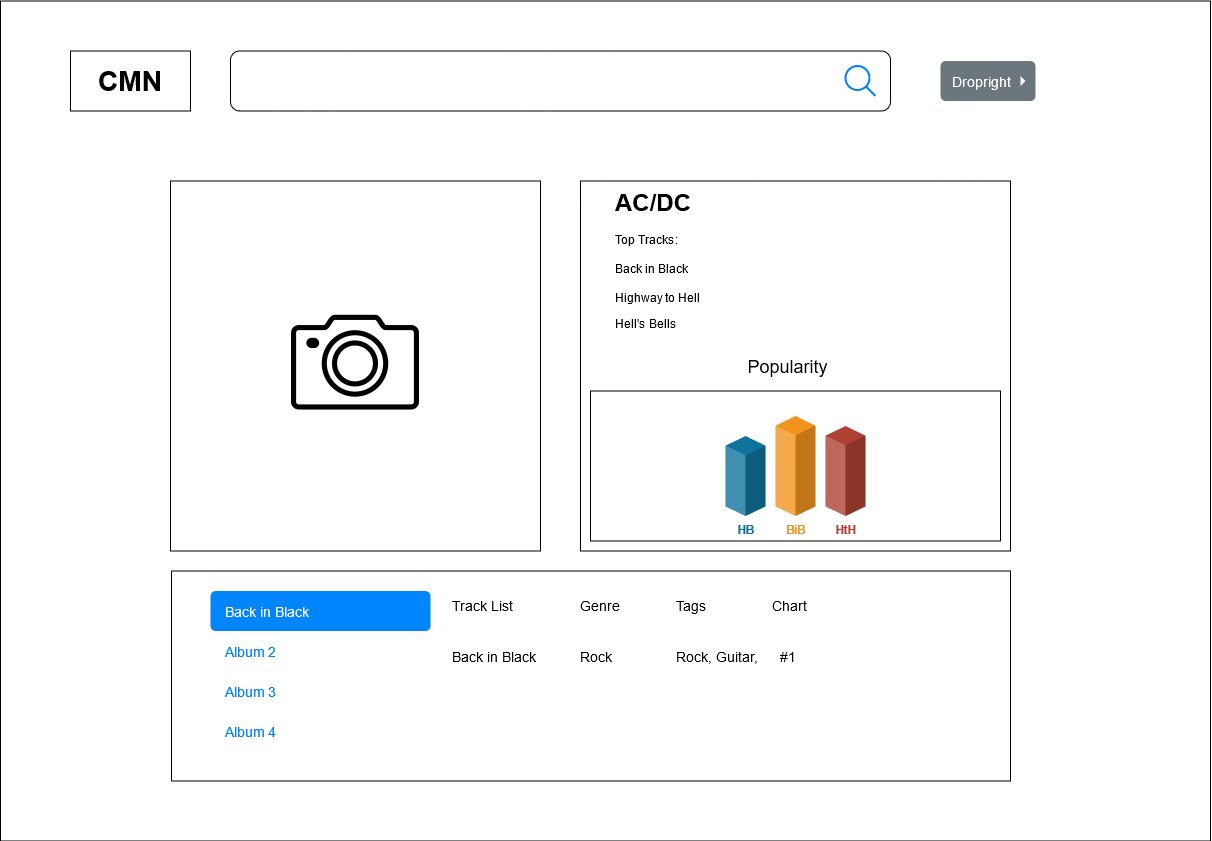 CMN
Dropright
AC/DC
Top Tracks:
Back in Black
Highway to Hell
Hell's Bells
Popularity
HB BiB HtH
Back in Black
Album 2
Album 3
Album 4
Track List Genre Tags Chart
Back in Black Rock Rock, Guitar, #1